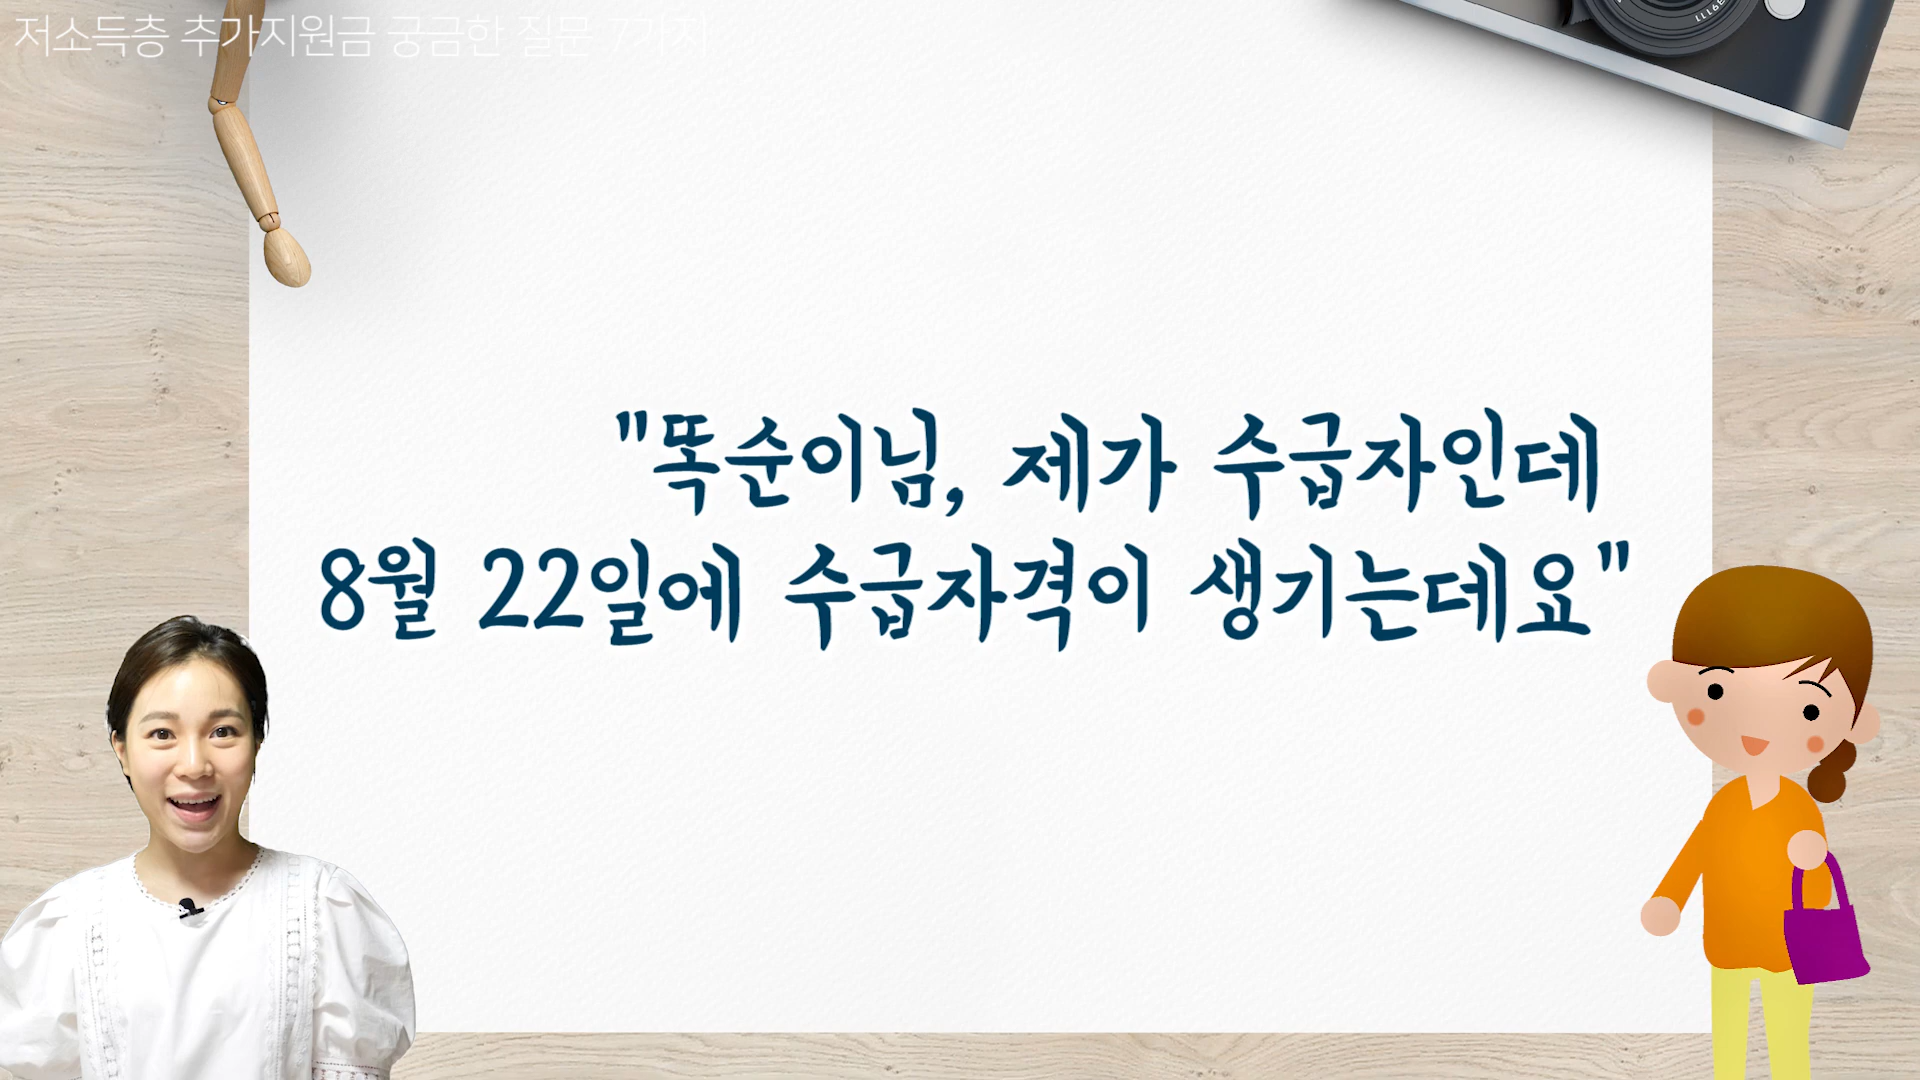 저소득층 추가지원금 궁금한 질문 7가지
"똑순이님, 제가 수급자인데
8월 22일에 수급자격이 생기는데요"